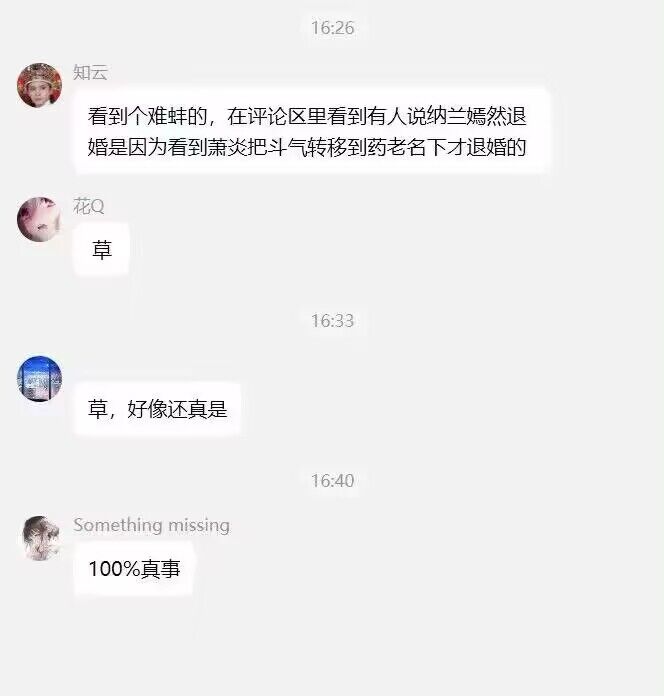 16:26
知云
看到个难蚌的，在评论区里看到有人说纳兰嫣然退
婚是因为看到萧炎把斗气转移到药老名下才退婚的
花Q
草
16:33
草，好像还真是
16:40
Something missing
100%真事